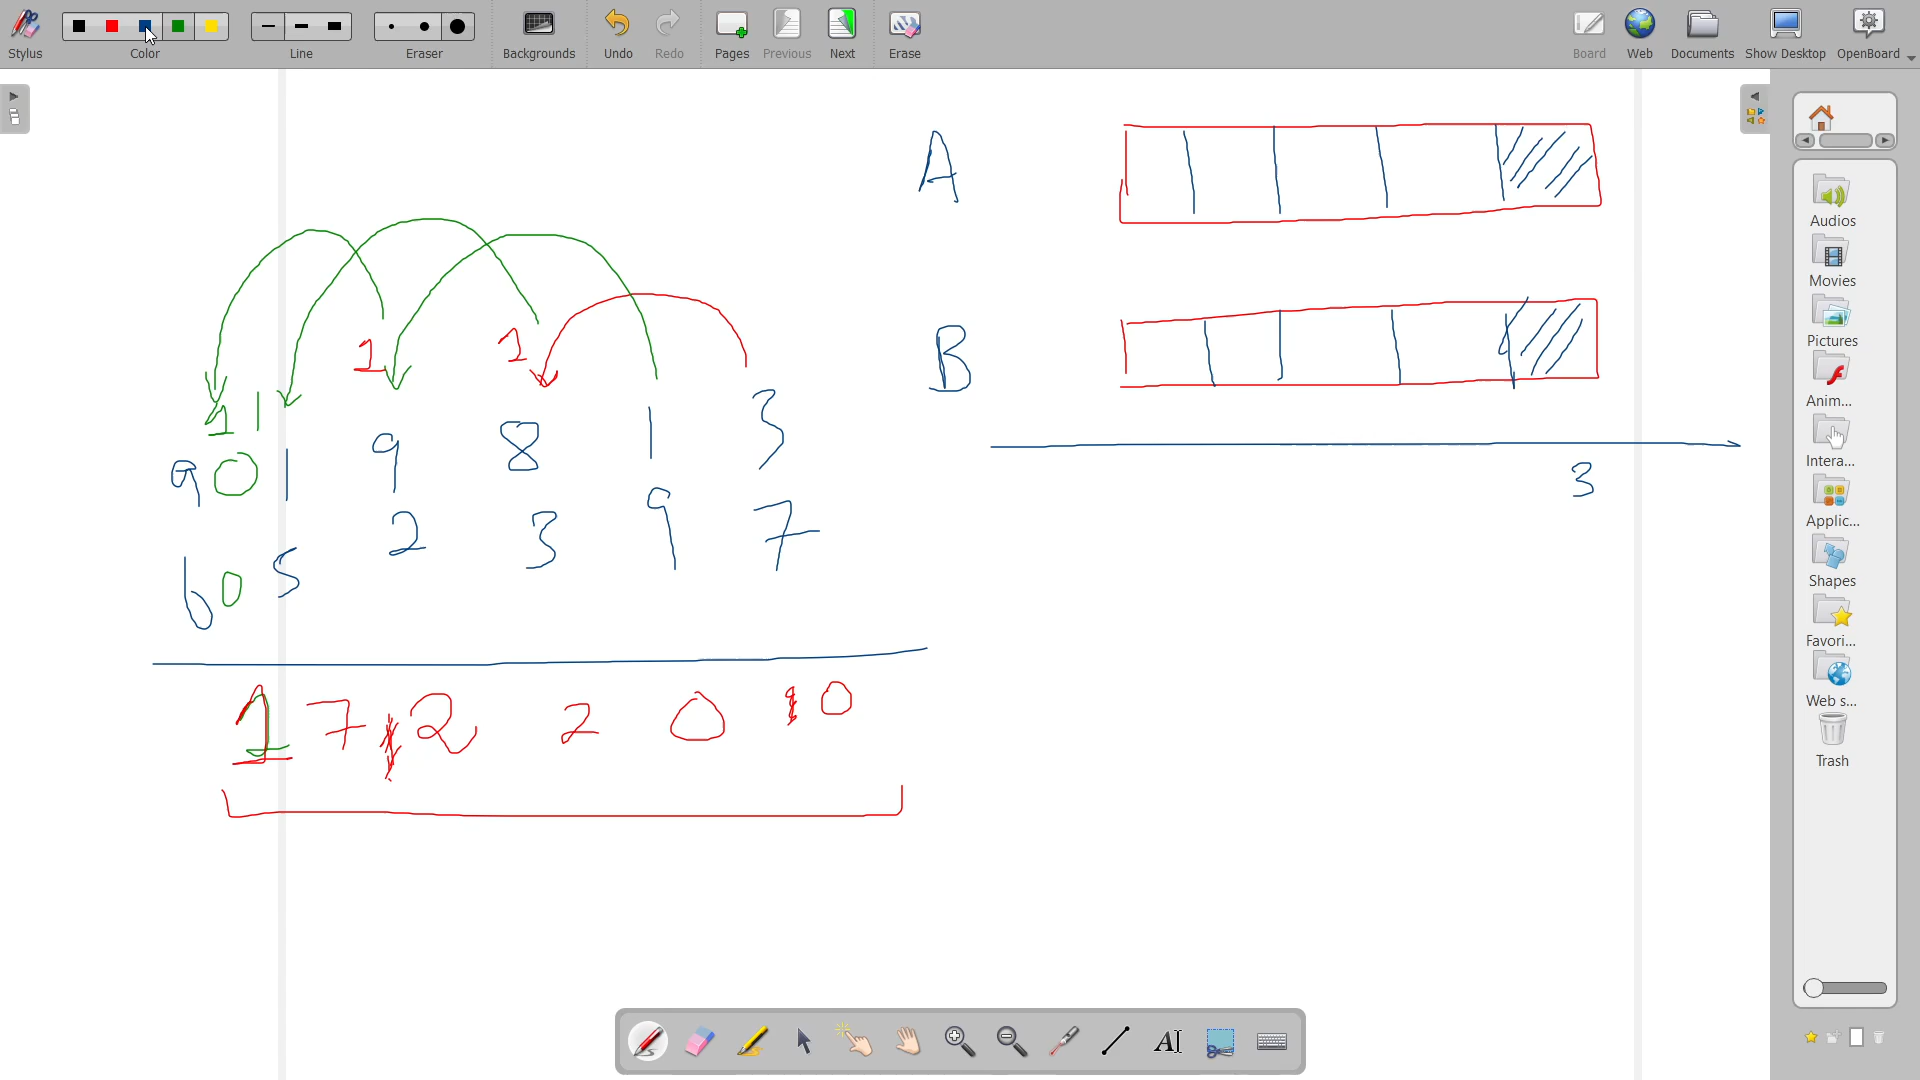 Stylus Color Line Eraser Backgrounds Undo Redo Pages Previous Next Erase Board Web Documents Show Desktop OpenBoard
A
B
3
1 1
1 1
a 0 1 9 8 1 3
b 0 5 2 3 9 7
1 7 2 2 0 0
Audios
Movies
Pictures
Anim...
Intera...
Applic...
Shapes
Favori...
Web s...
Trash
AI